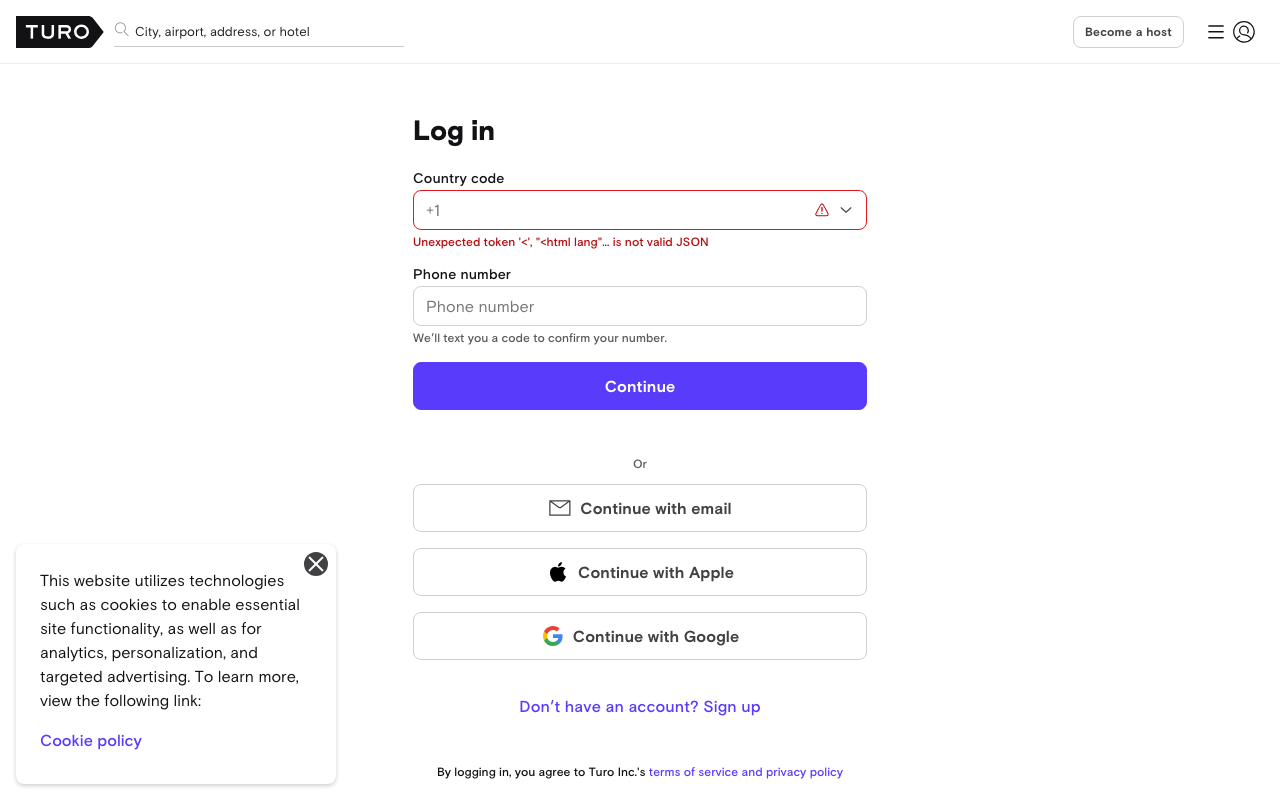 TURO
City, airport, address, or hotel
Become a host
Log in
Country code
+1
Unexpected token '<', "<html lang"... is not valid JSON
Phone number
Phone number
We’ll text you a code to confirm your number.
Continue
Or
Continue with email
Continue with Apple
Continue with Google
Don’t have an account? Sign up
By logging in, you agree to Turo Inc.'s terms of service and privacy policy
This website utilizes technologies
such as cookies to enable essential
site functionality, as well as for
analytics, personalization, and
targeted advertising. To learn more,
view the following link:
Cookie policy